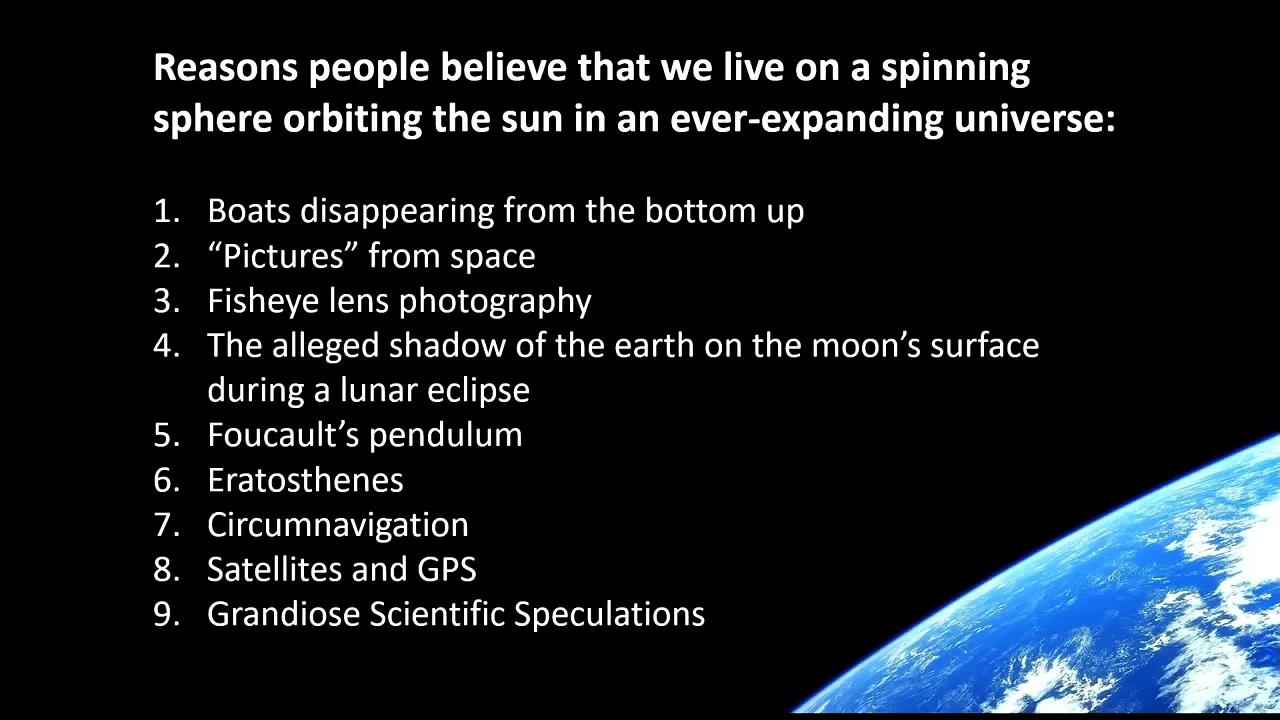 Reasons people believe that we live on a spinning
sphere orbiting the sun in an ever-expanding universe:
1. Boats disappearing from the bottom up
2. “Pictures” from space
3. Fisheye lens photography
4. The alleged shadow of the earth on the moon’s surface
during a lunar eclipse
5. Foucault’s pendulum
6. Eratosthenes
7. Circumnavigation
8. Satellites and GPS
9. Grandiose Scientific Speculations